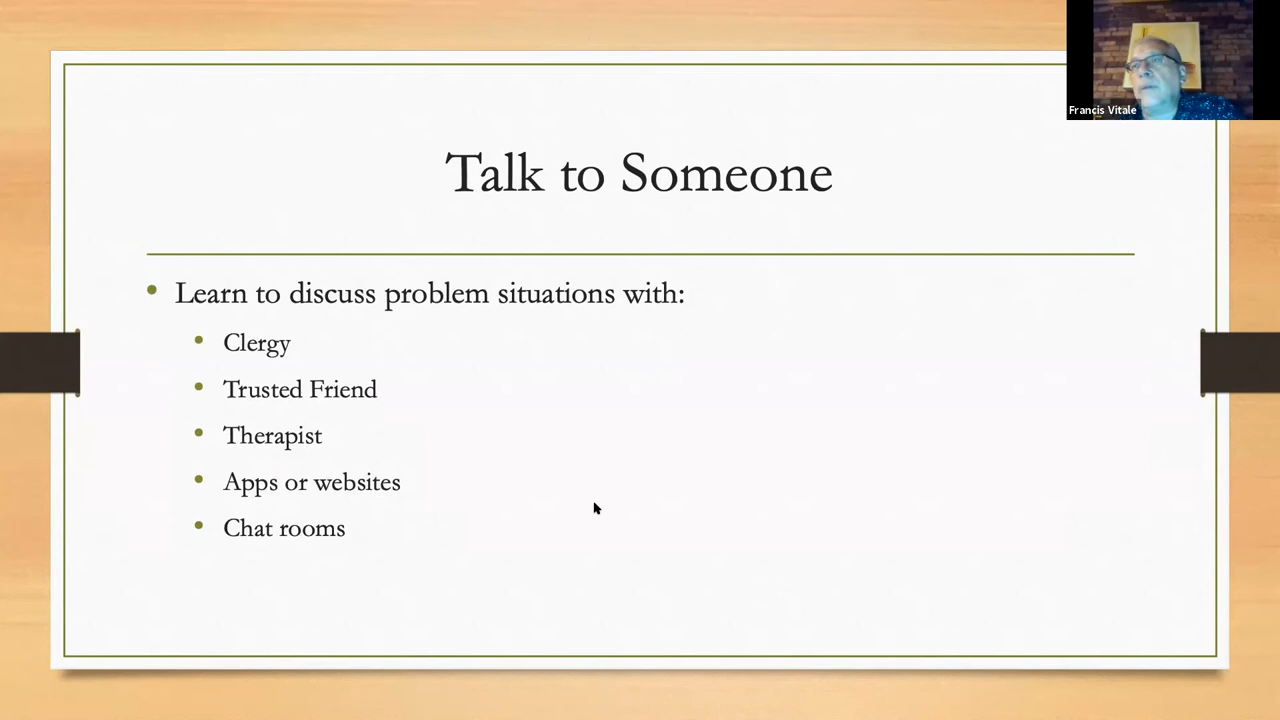 Francis Vitale
Talk to Someone
Learn to discuss problem situations with:
Clergy
Trusted Friend
Therapist
Apps or websites
Chat rooms